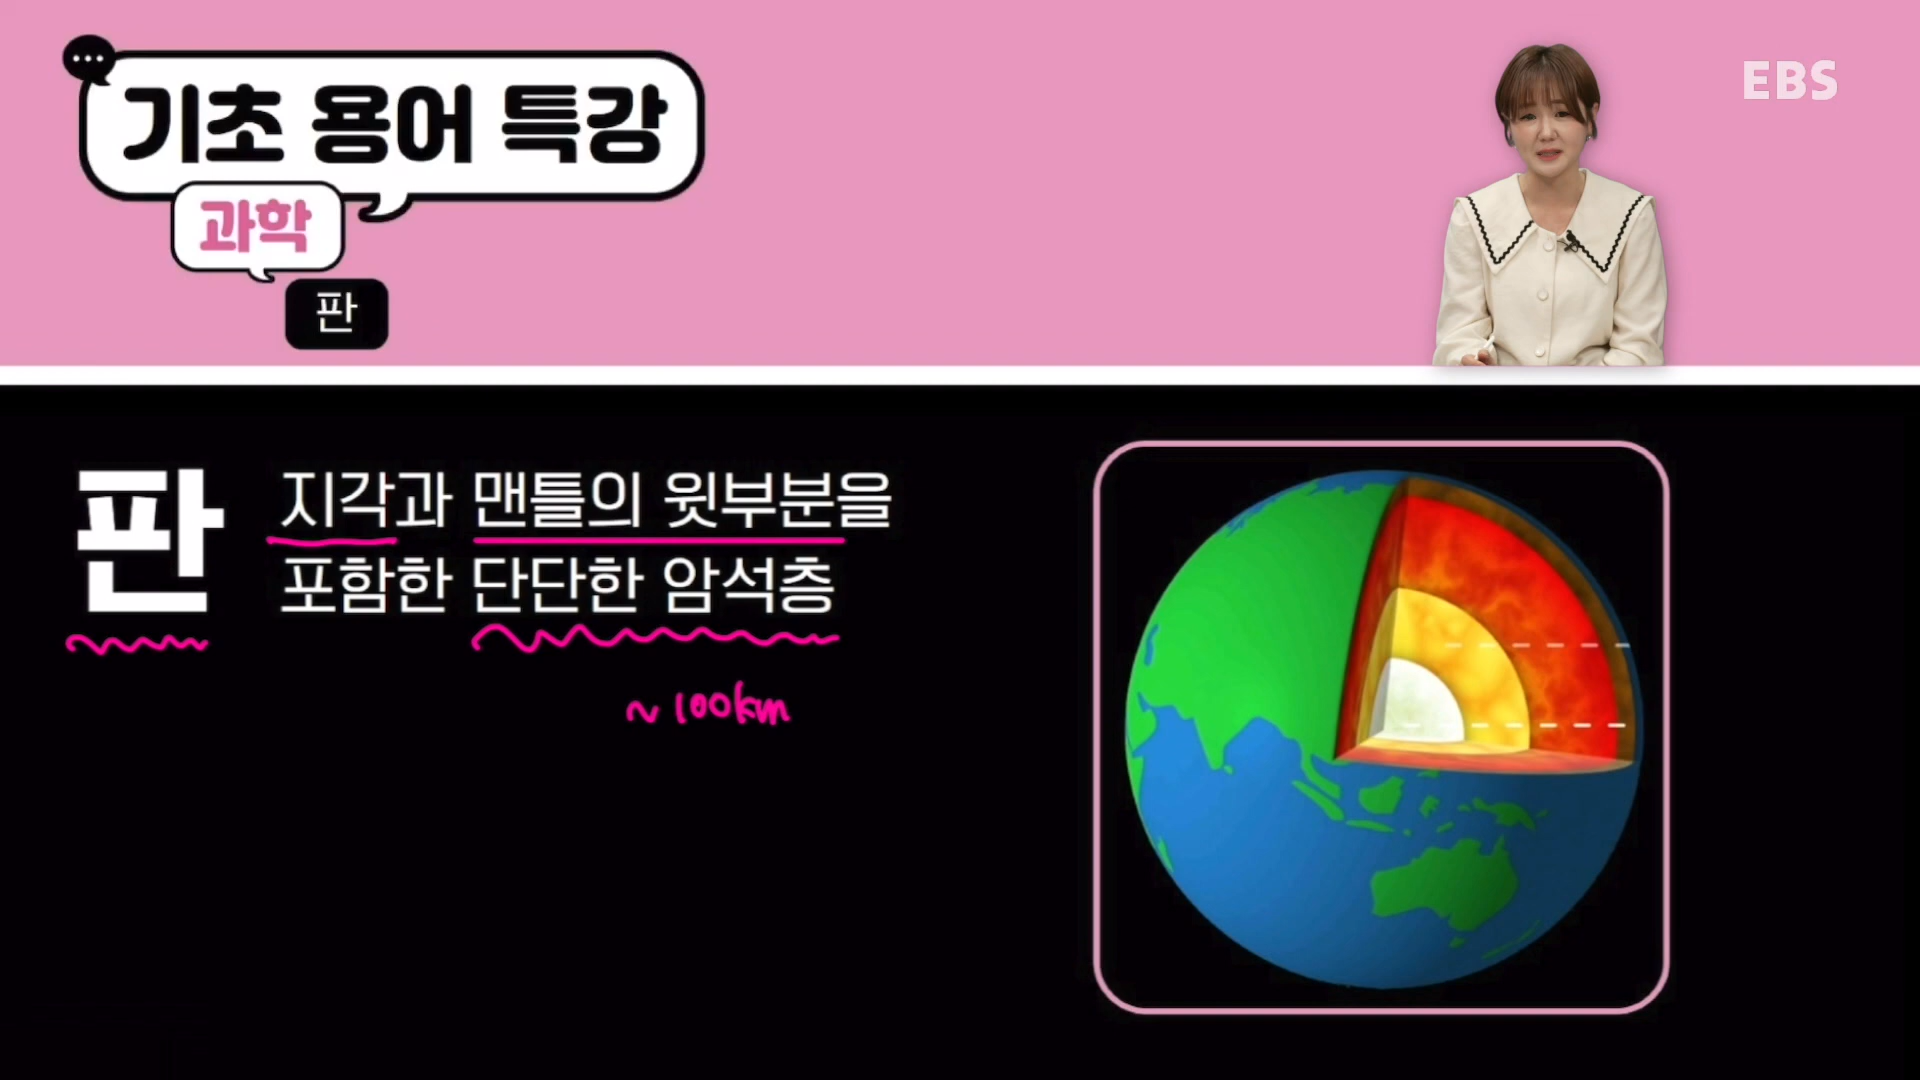 기초 용어 특강
과학
판
EBS
판
지각과 맨틀의 윗부분을
포함한 단단한 암석층
~ 100km